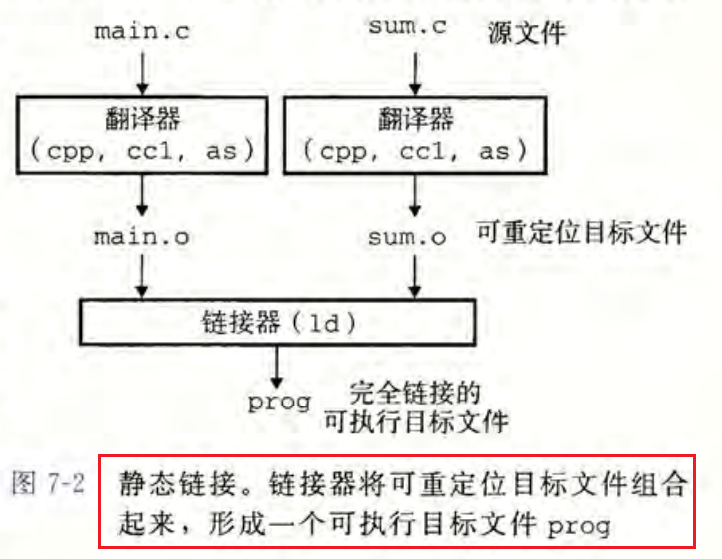 main.c sum.c 源文件
翻译器 翻译器
(cpp, cc1, as) (cpp, cc1, as)
main.o sum.o 可重定位目标文件
链接器(ld)
prog 完全链接的
可执行目标文件
图 7-2 静态链接。链接器将可重定位目标文件组合
起来，形成一个可执行目标文件 prog